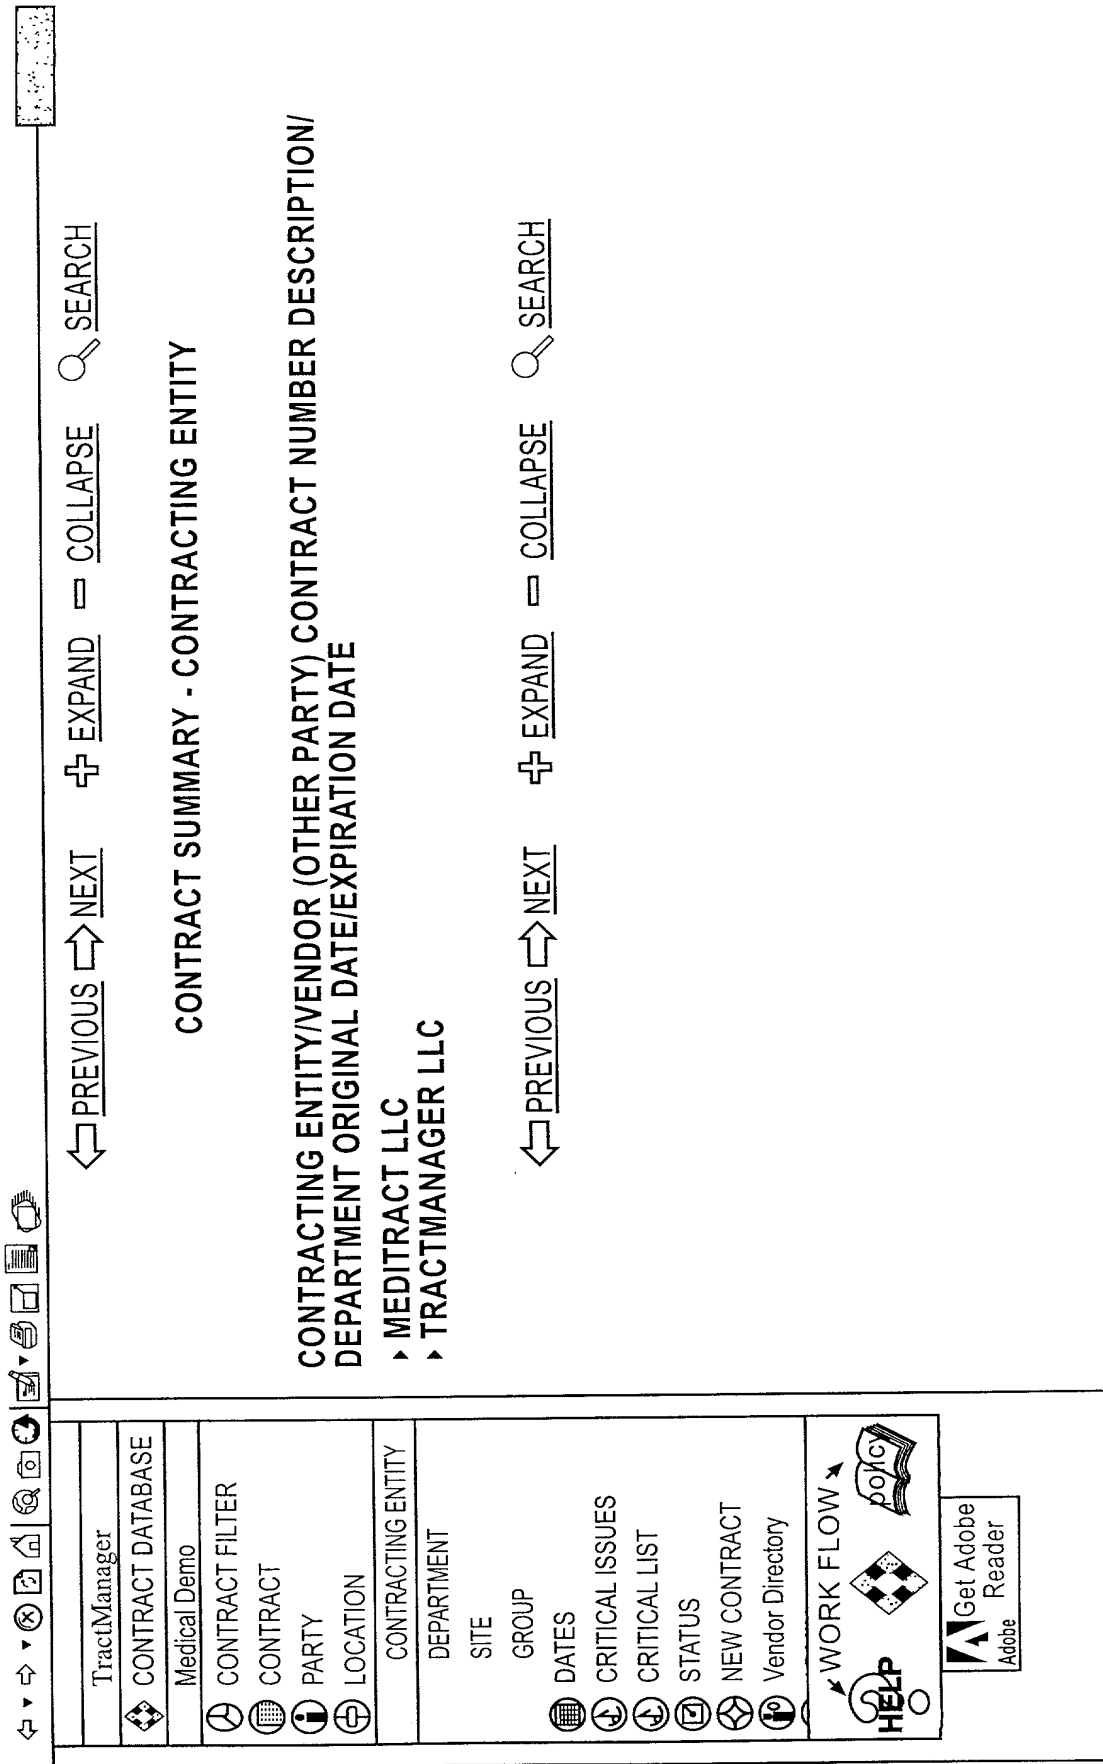 TractManager
CONTRACT DATABASE
Medical Demo
CONTRACT FILTER
CONTRACT
PARTY
LOCATION
CONTRACTING ENTITY
DEPARTMENT
SITE
GROUP
DATES
CRITICAL ISSUES
CRITICAL LIST
STATUS
NEW CONTRACT
Vendor Directory
WORK FLOW
HELP
policy
Get Adobe
Reader
Adobe
PREVIOUS NEXT EXPAND COLLAPSE SEARCH
CONTRACT SUMMARY - CONTRACTING ENTITY
CONTRACTING ENTITY/VENDOR (OTHER PARTY) CONTRACT NUMBER DESCRIPTION/
DEPARTMENT ORIGINAL DATE/EXPIRATION DATE
MEDITRACT LLC
TRACTMANAGER LLC
PREVIOUS NEXT EXPAND COLLAPSE SEARCH